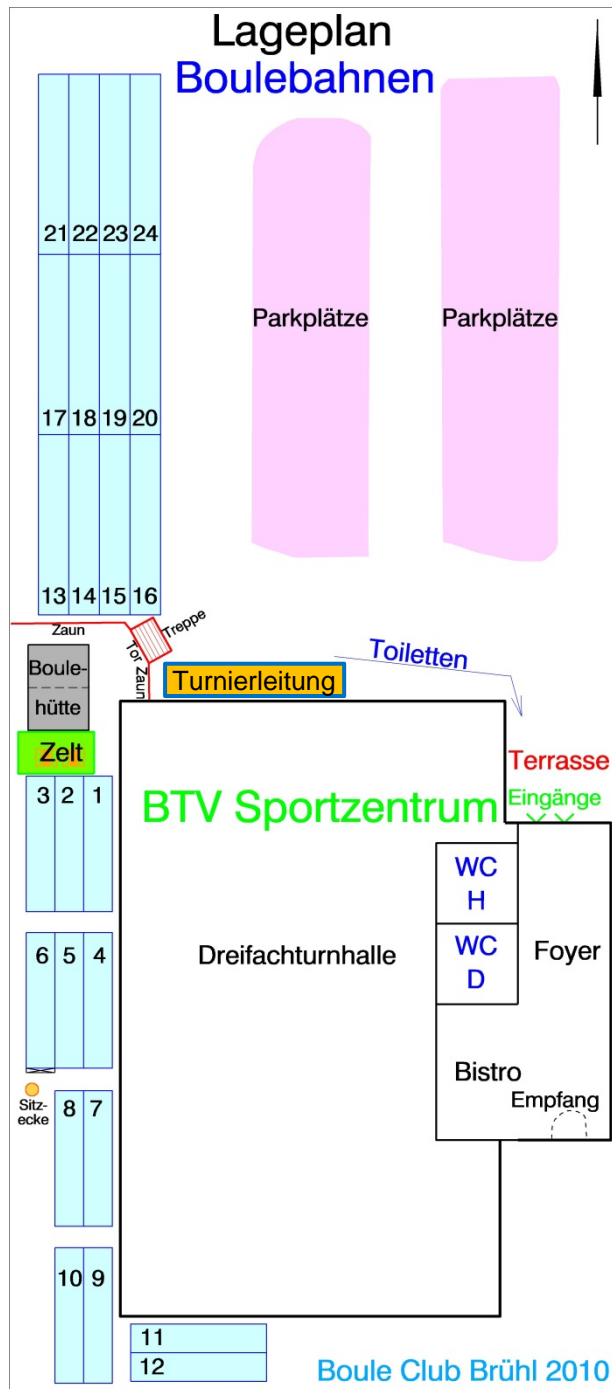 Lageplan
Boulebahnen
21 22 23 24
Parkplätze
Parkplätze
17 18 19 20
13 14 15 16
Zaun
Treppe
Tor Zaun
Boule-
hütte
Turnierleitung
Toiletten
Zelt
Terrasse
3 2 1
BTV Sportzentrum
Eingänge
WC
H
6 5 4
Dreifachturnhalle
WC
D
Foyer
Sitz-
ecke
8 7
Bistro
Empfang
10 9
11
12
Boule Club Brühl 2010